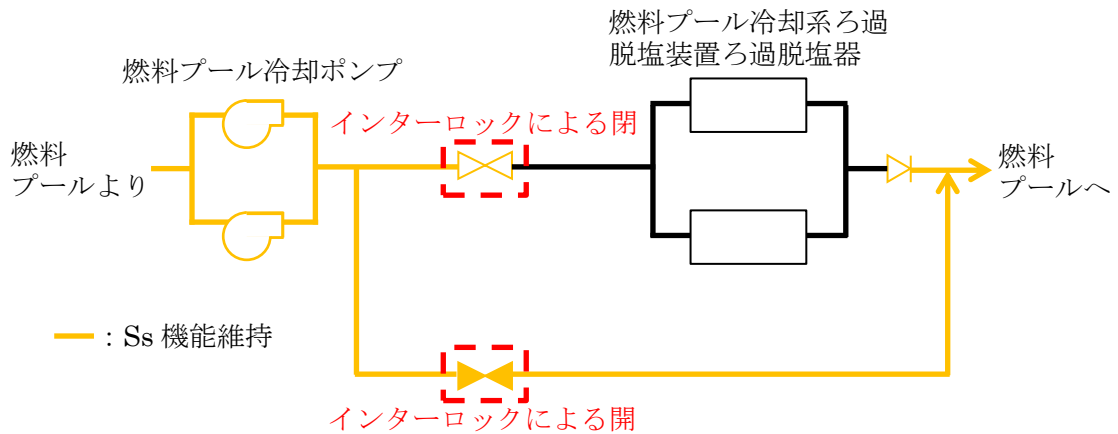 燃料プール冷却系ろ過
脱塩装置ろ過脱塩器
燃料プール冷却ポンプ
インターロックによる閉
燃料
プールより
燃料
プールへ
：Ss 機能維持
インターロックによる開